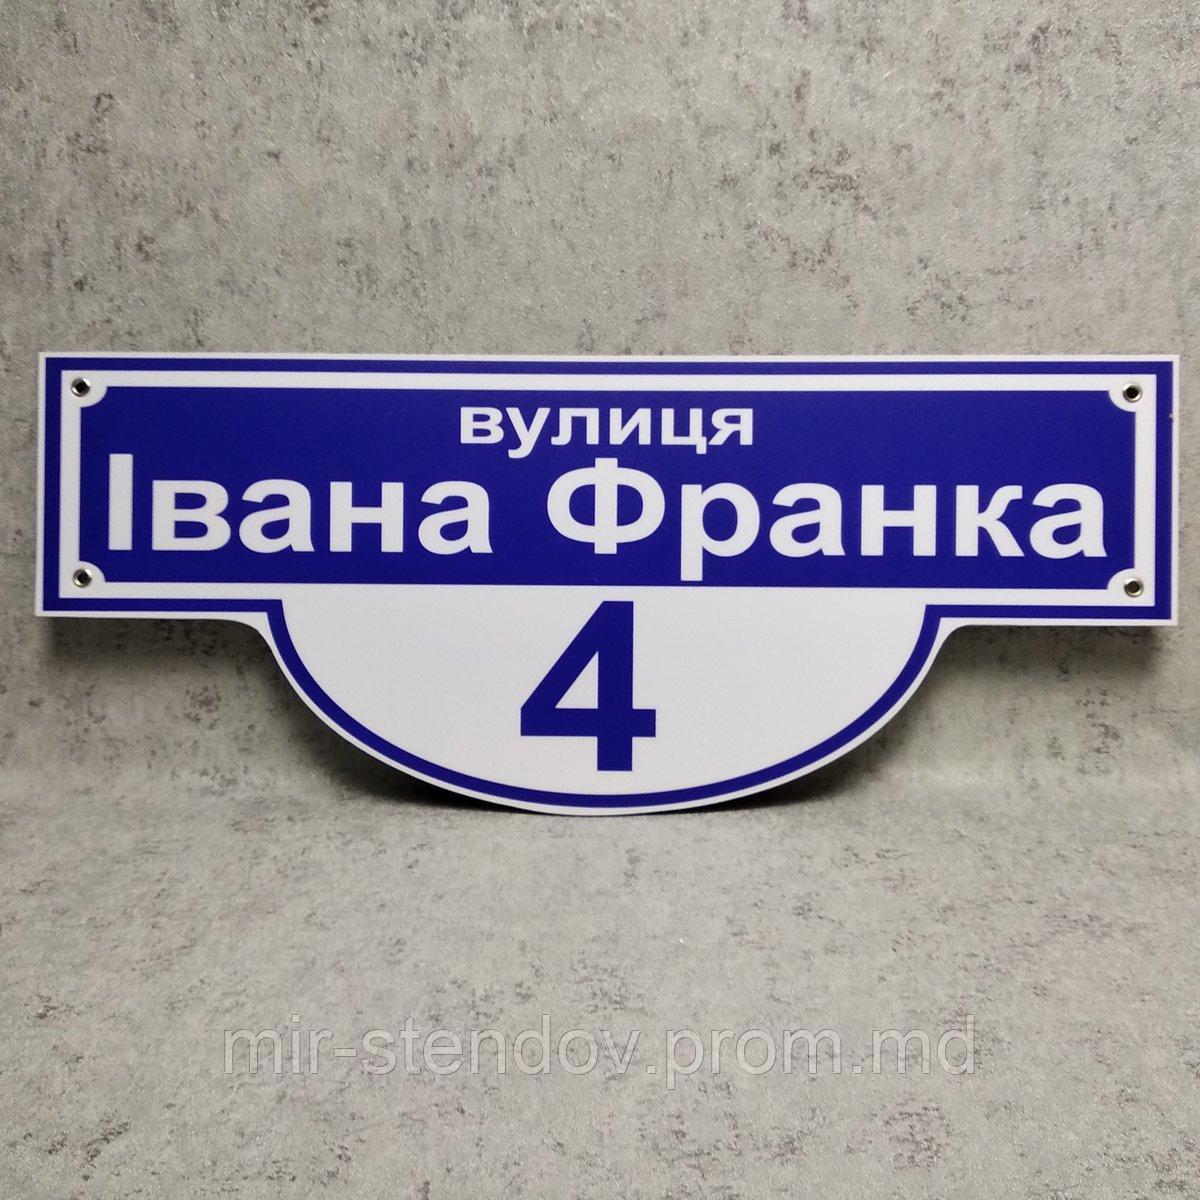 вулиця
Івана Франка
4
mir-stendov.prom.md